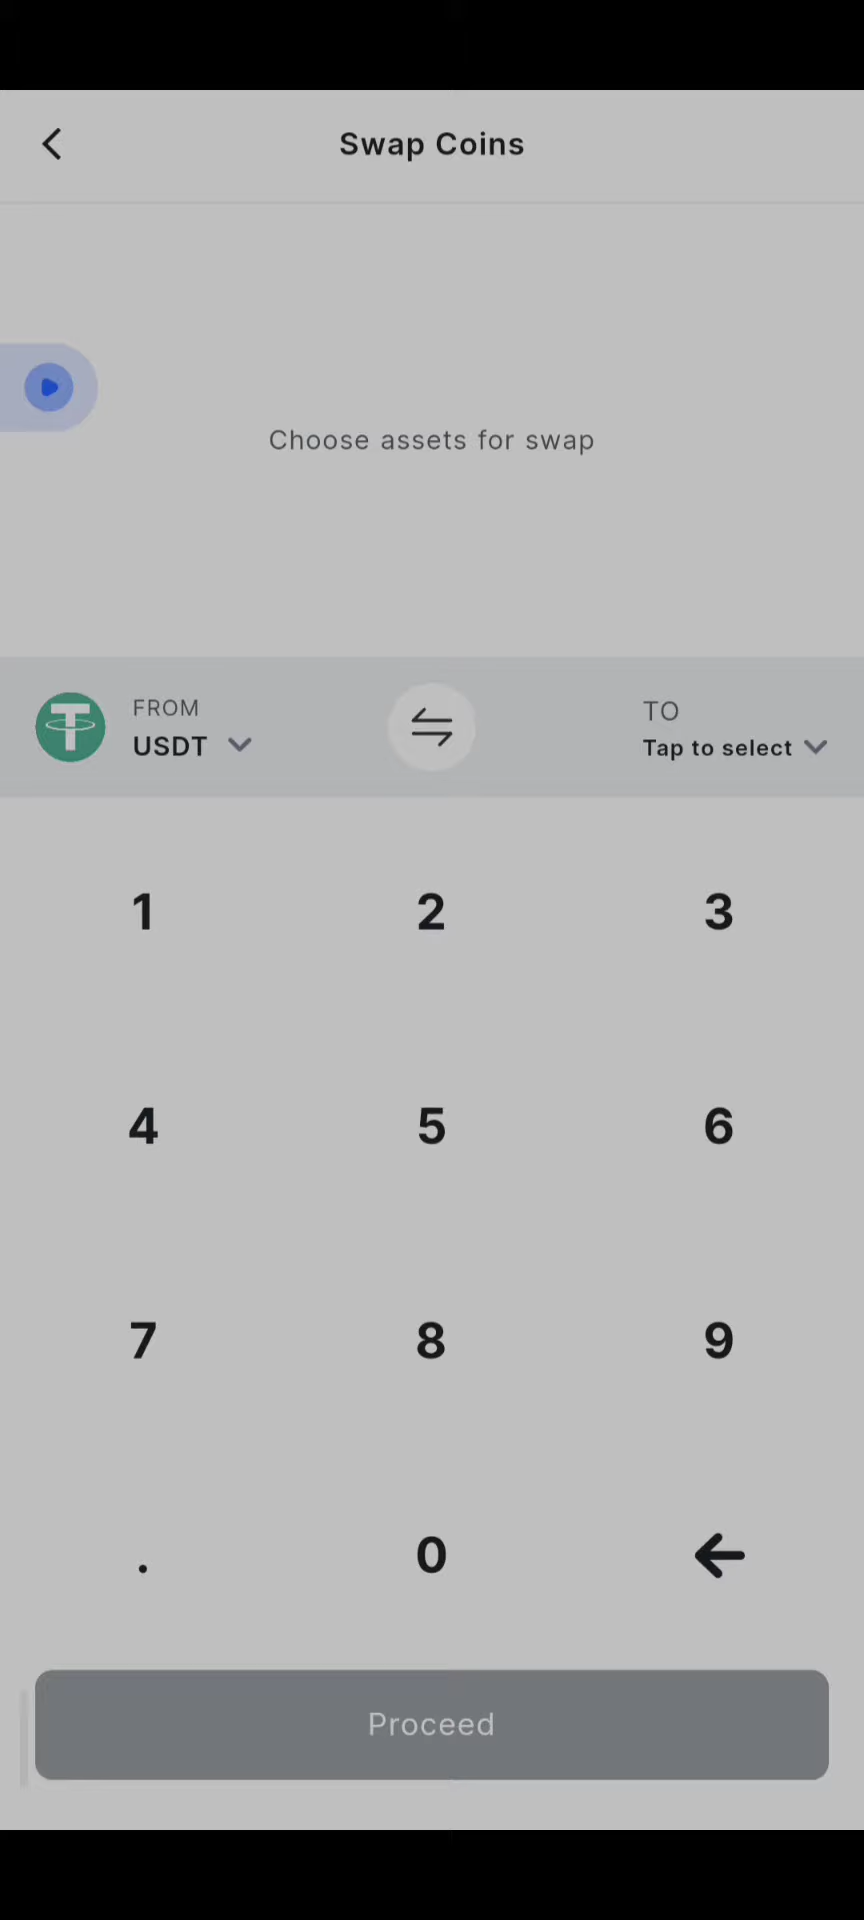 Swap Coins
Choose assets for swap
FROM
USDT
TO
Tap to select
1 2 3
4 5 6
7 8 9
. 0
Proceed